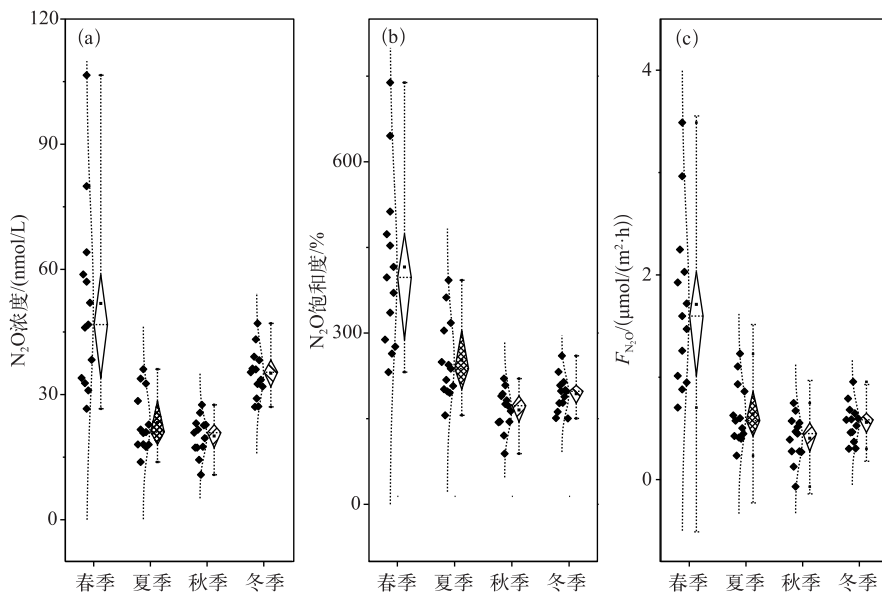 (a)
N₂O浓度/(nmol/L)
120
90
60
30
0
春季 夏季 秋季 冬季
(b)
N₂O饱和度/%
600
300
0
春季 夏季 秋季 冬季
(c)
F_N₂O/(μmol/(m²·h))
4
2
0
春季 夏季 秋季 冬季